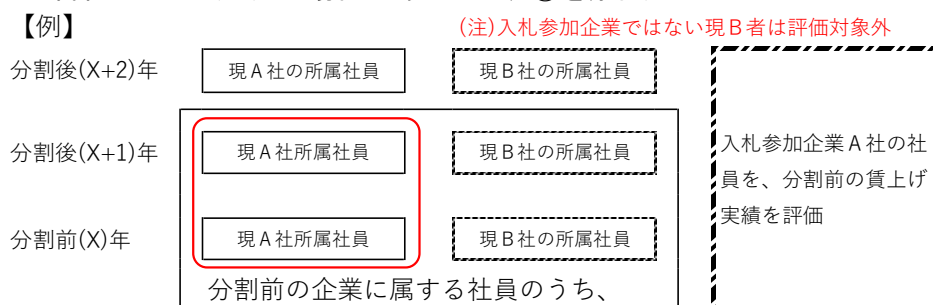 【例】
(注)入札参加企業ではない現B者は評価対象外
分割後(X+2)年
現A社の所属社員
現B社の所属社員
分割後(X+1)年
現A社所属社員
現B社の所属社員
入札参加企業A社の社
員を、分割前の賃上げ
実績を評価
分割前(X)年
現A社所属社員
現B社の所属社員
分割前の企業に属する社員のうち、